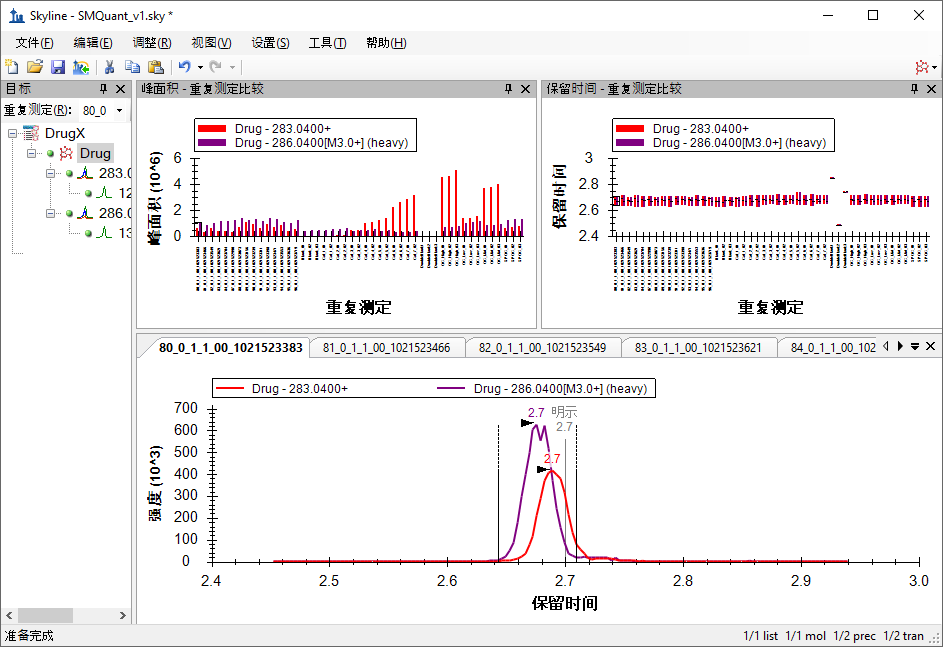 Skyline - SMQuant_v1.sky *
文件(F) 编辑(E) 调整(R) 视图(V) 设置(S) 工具(T) 帮助(H)
目标
重复测定(R): 80_0
DrugX
Drug
283.0
12
286.0
13
峰面积 - 重复测定比较
Drug - 283.0400+
Drug - 286.0400[M3.0+] (heavy)
峰面积 (10^6)
6
4
2
0
重复测定
保留时间 - 重复测定比较
Drug - 283.0400+
Drug - 286.0400[M3.0+] (heavy)
保留时间
3
2.8
2.6
2.4
重复测定
80_0_1_1_00_1021523383 81_0_1_1_00_1021523466 82_0_1_1_00_1021523549 83_0_1_1_00_1021523621 84_0_1_1_00_102
Drug - 283.0400+ Drug - 286.0400[M3.0+] (heavy)
强度 (10^3)
700
600
500
400
300
200
100
0
2.7 明示
2.7
2.7
2.4 2.5 2.6 2.7 2.8 2.9 3.0
保留时间
准备完成 1/1 list 1/1 mol 1/2 prec 1/2 tran